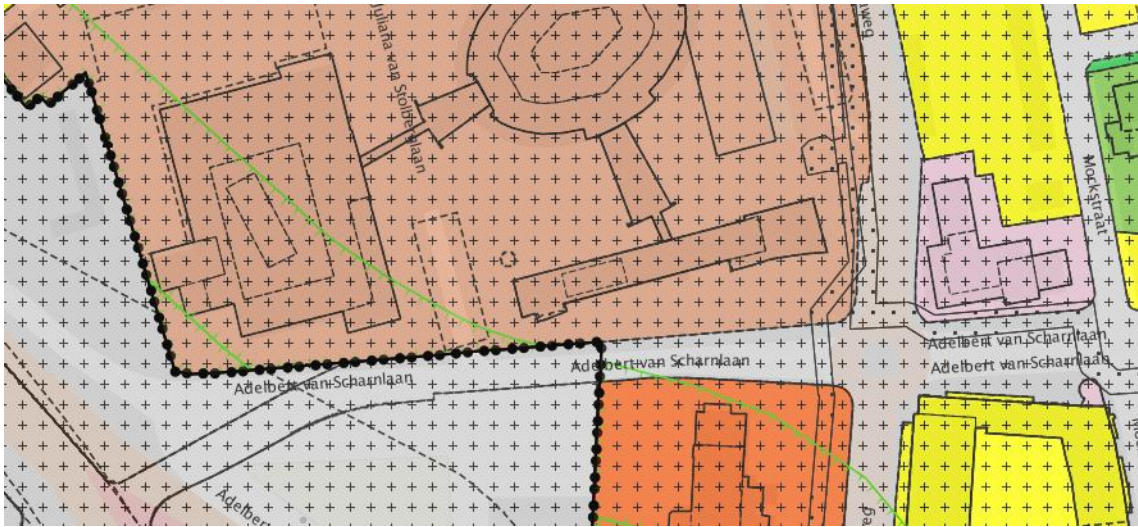 Juliana van Stolberglaan
Mockstraat
Adelbert van Scharnlaan
Adelbert van Scharnlaan
Adelbert van Scharnlaan
Adelbert van Scharnlaan